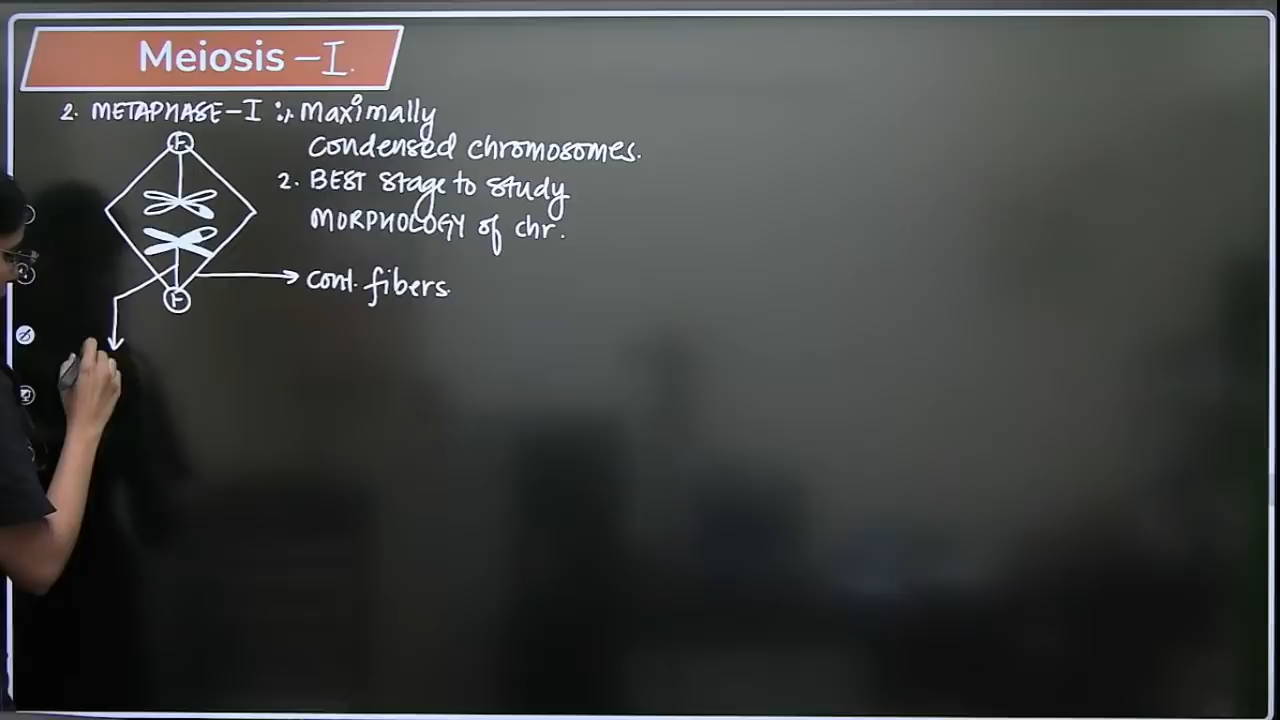 Meiosis - I.
2. METAPHASE - I :1. Maximally
condensed chromosomes.
2. BEST stage to study
MORPHOLOGY of chr.
cont. fibers.